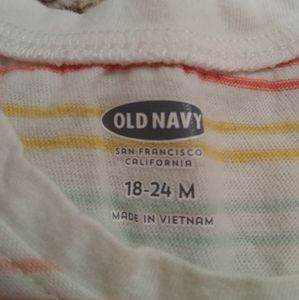 OLD NAVY
SAN FRANCISCO
CALIFORNIA
18-24 M
MADE IN VIETNAM